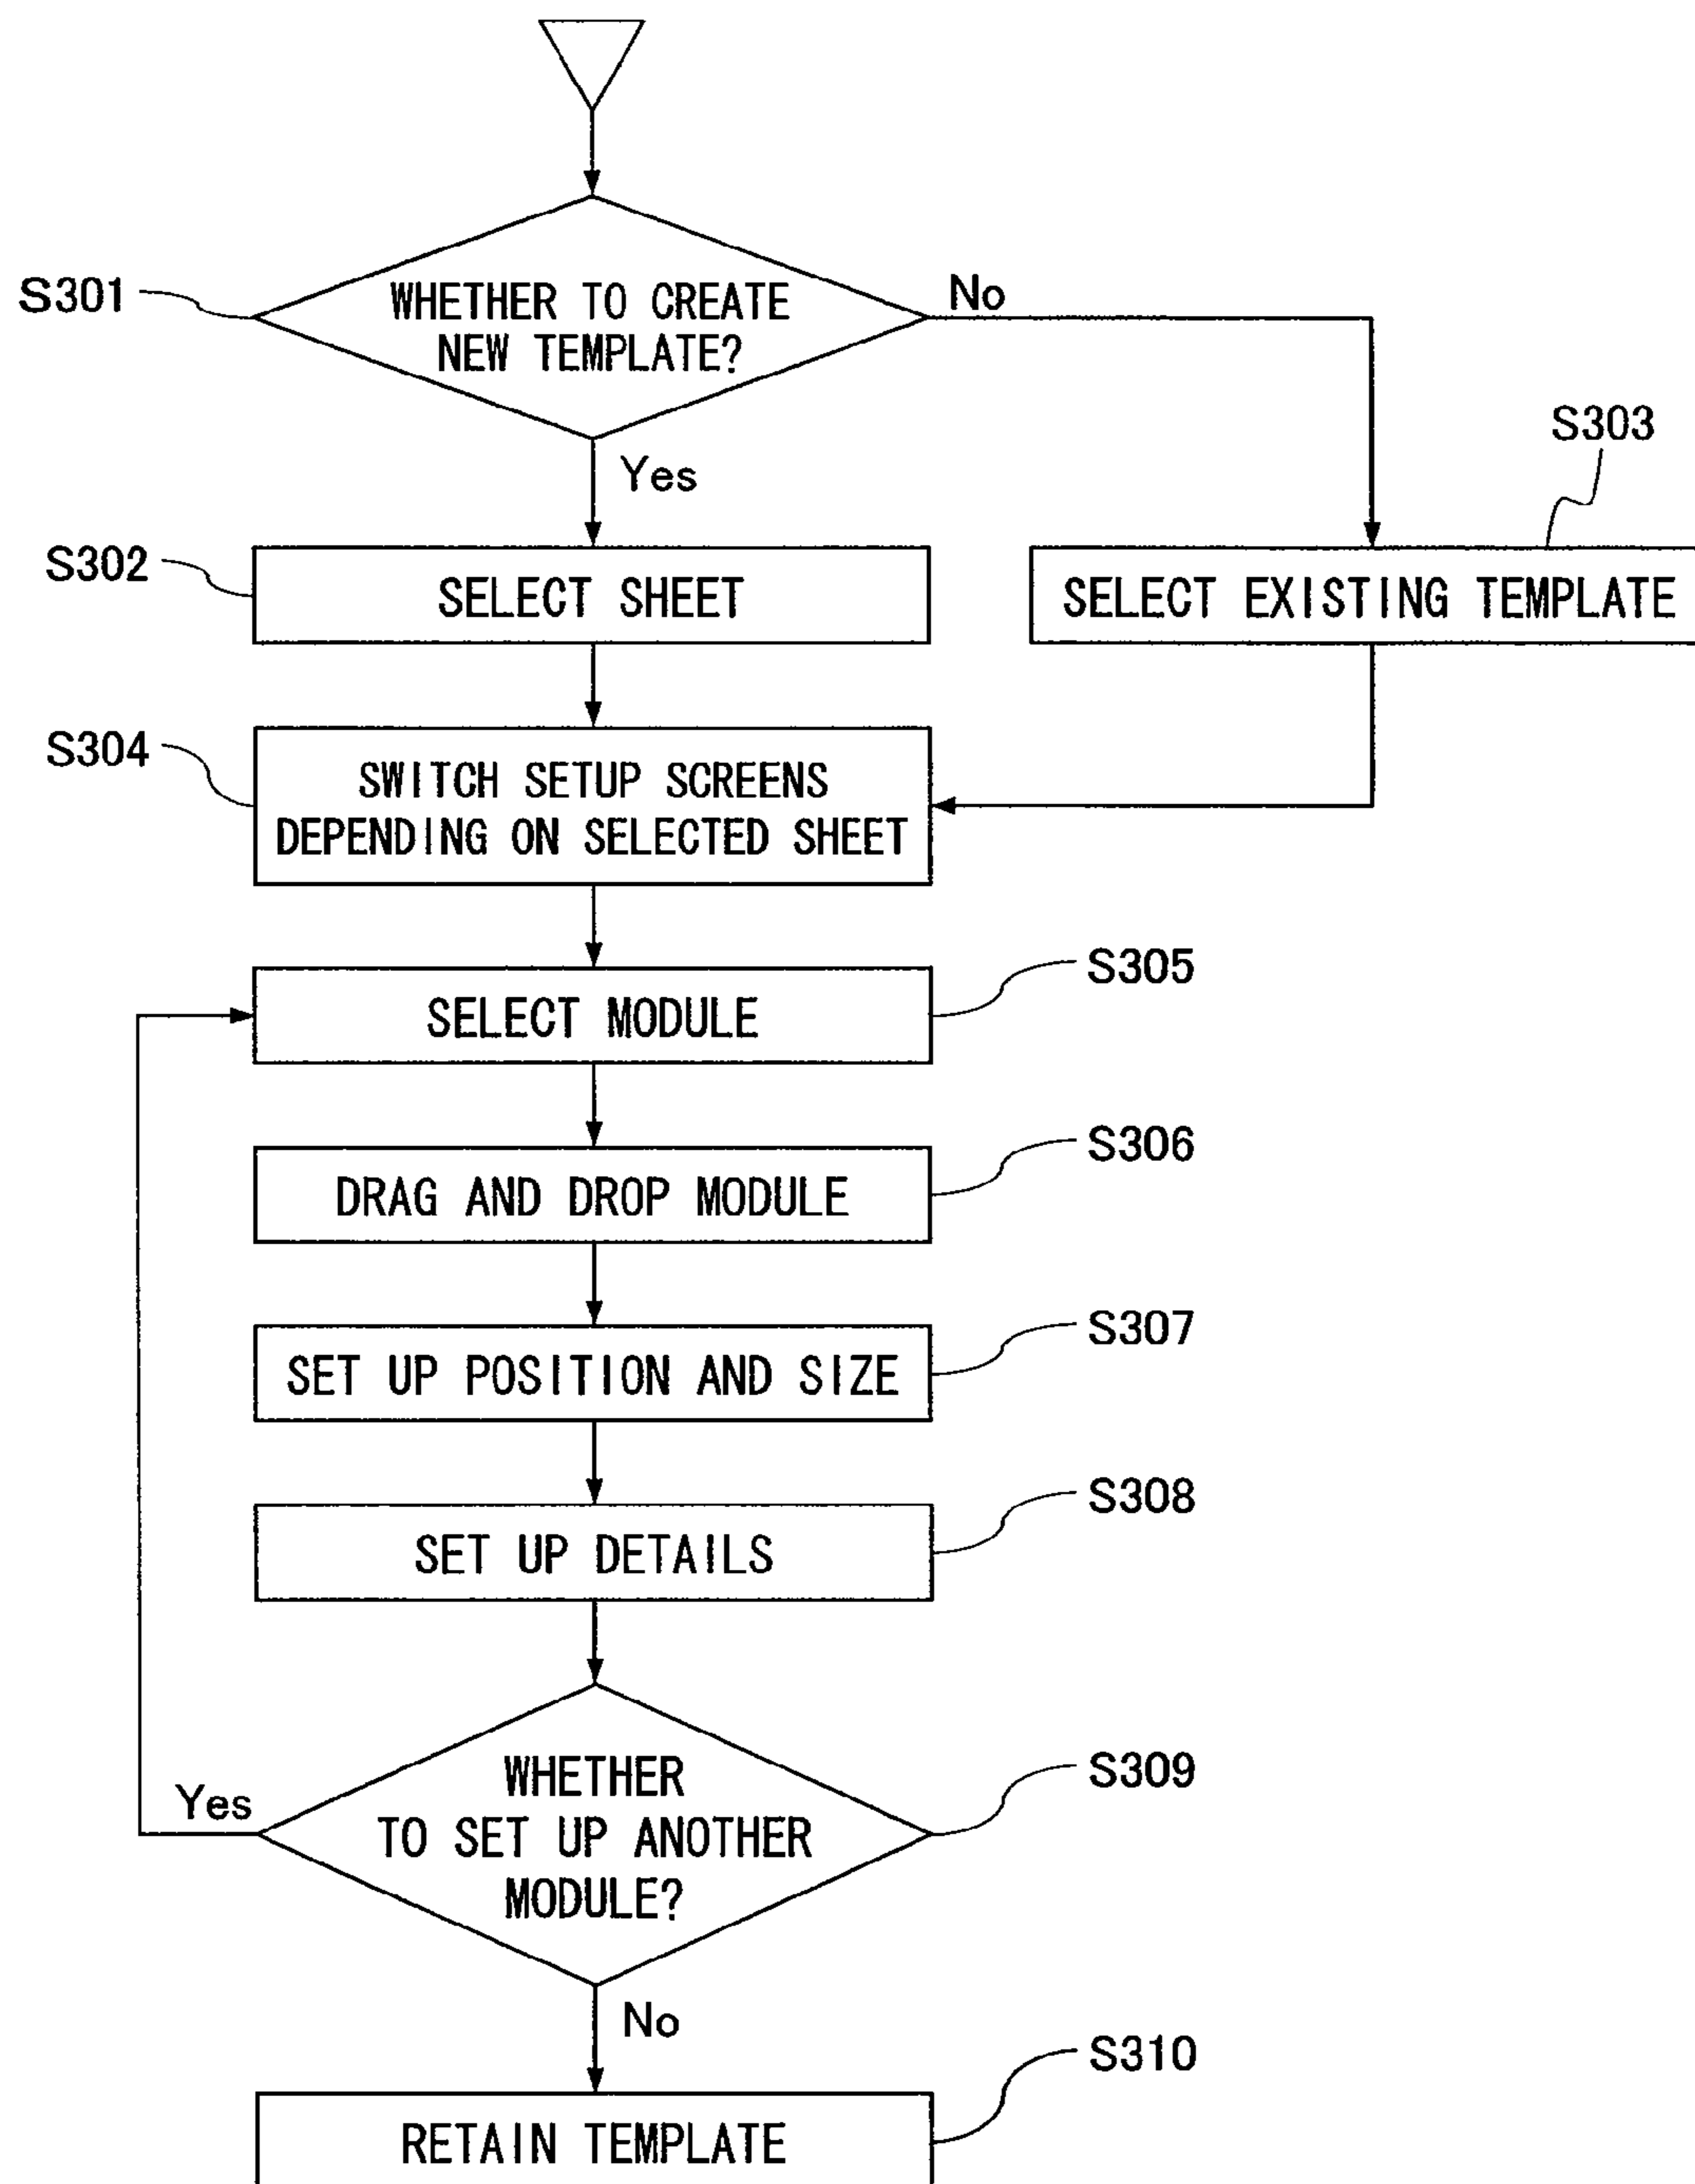 S301
WHETHER TO CREATE
NEW TEMPLATE?
No
Yes
S303
S302
SELECT SHEET
SELECT EXISTING TEMPLATE
S304
SWITCH SETUP SCREENS
DEPENDING ON SELECTED SHEET
S305
SELECT MODULE
S306
DRAG AND DROP MODULE
S307
SET UP POSITION AND SIZE
S308
SET UP DETAILS
S309
WHETHER
TO SET UP ANOTHER
MODULE?
Yes
No
S310
RETAIN TEMPLATE